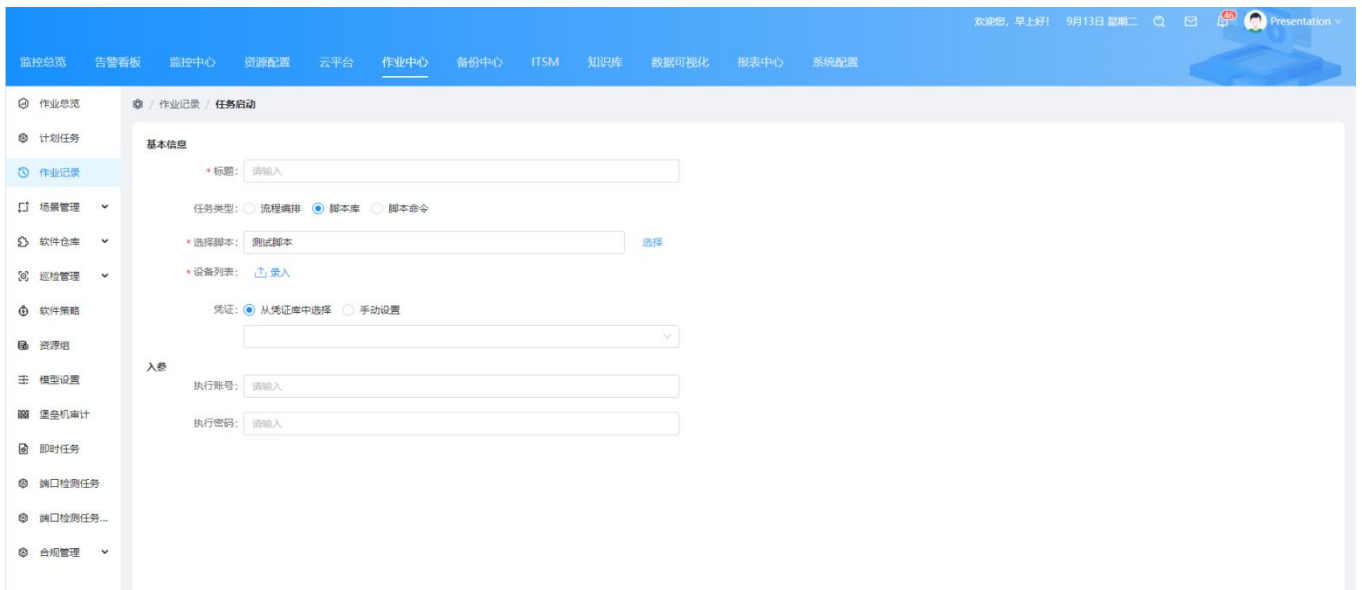 欢迎您，早上好! 9月13日 星期二 46 Presentation
监控总览 告警看板 监控中心 资源配置 云平台 作业中心 备份中心 ITSM 知识库 数据可视化 报表中心 系统配置
作业总览
计划任务
作业记录
场景管理
软件仓库
巡检管理
软件策略
资源组
模型设置
堡垒机审计
即时任务
端口检测任务
端口检测任务...
合规管理
/ 作业记录 / 任务启动
基本信息
* 标题: 请输入
任务类型: 流程编排 脚本库 脚本命令
* 选择脚本: 测试脚本 选择
* 设备列表: 录入
凭证: 从凭证库中选择 手动设置
入参
执行账号: 请输入
执行密码: 请输入